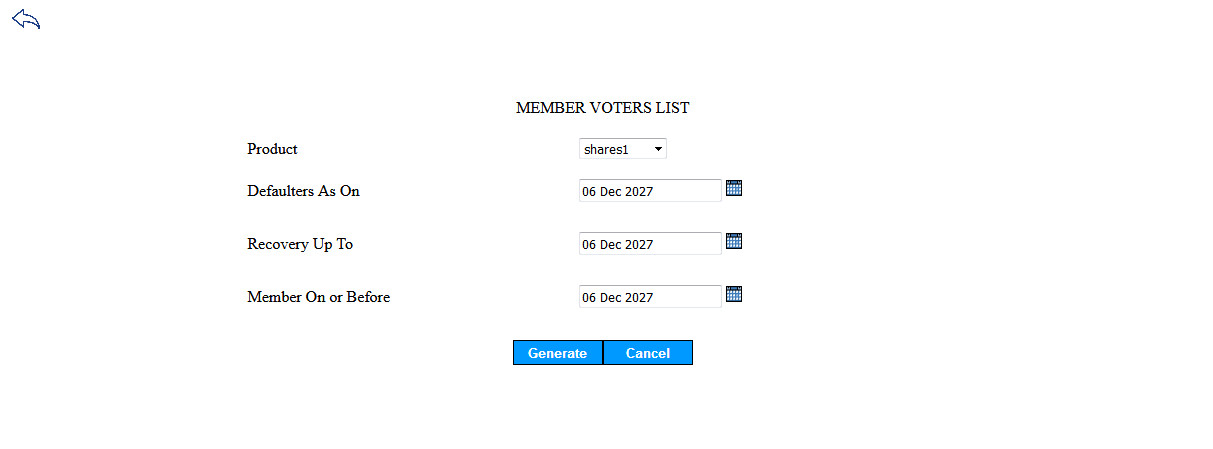 MEMBER VOTERS LIST
Product shares1
Defaulters As On 06 Dec 2027
Recovery Up To 06 Dec 2027
Member On or Before 06 Dec 2027
Generate Cancel